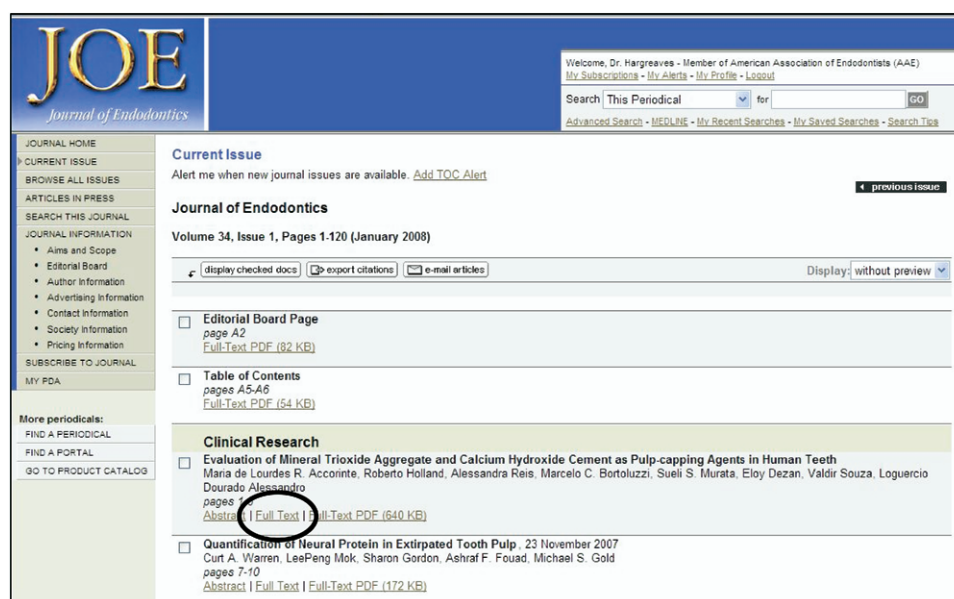 JOE
Journal of Endodontics
Welcome, Dr. Hargreaves - Member of American Association of Endodontists (AAE)
My Subscriptions - My Alerts - My Profile - Logout
Search This Periodical for GO
Advanced Search - MEDLINE - My Recent Searches - My Saved Searches - Search Tips
JOURNAL HOME
CURRENT ISSUE
BROWSE ALL ISSUES
ARTICLES IN PRESS
SEARCH THIS JOURNAL
JOURNAL INFORMATION
• Aims and Scope
• Editorial Board
• Author Information
• Advertising Information
• Contact Information
• Society Information
• Pricing Information
SUBSCRIBE TO JOURNAL
MY PDA
More periodicals:
FIND A PERIODICAL
FIND A PORTAL
GO TO PRODUCT CATALOG
Current Issue
Alert me when new journal issues are available. Add TOC Alert
previous issue
Journal of Endodontics
Volume 34, Issue 1, Pages 1-120 (January 2008)
display checked docs export citations e-mail articles Display: without preview
Editorial Board Page
page A2
Full-Text PDF (82 KB)
Table of Contents
pages A5-A6
Full-Text PDF (54 KB)
Clinical Research
Evaluation of Mineral Trioxide Aggregate and Calcium Hydroxide Cement as Pulp-capping Agents in Human Teeth
Maria de Lourdes R. Accorinte, Roberto Holland, Alessandra Reis, Marcelo C. Bortoluzzi, Sueli S. Murata, Eloy Dezan, Valdir Souza, Loguercio
Dourado Alessandro
pages
Abstract | Full Text | Full-Text PDF (640 KB)
Quantification of Neural Protein in Extirpated Tooth Pulp, 23 November 2007
Curt A. Warren, LeePeng Mok, Sharon Gordon, Ashraf F. Fouad, Michael S. Gold
pages 7-10
Abstract | Full Text | Full-Text PDF (172 KB)